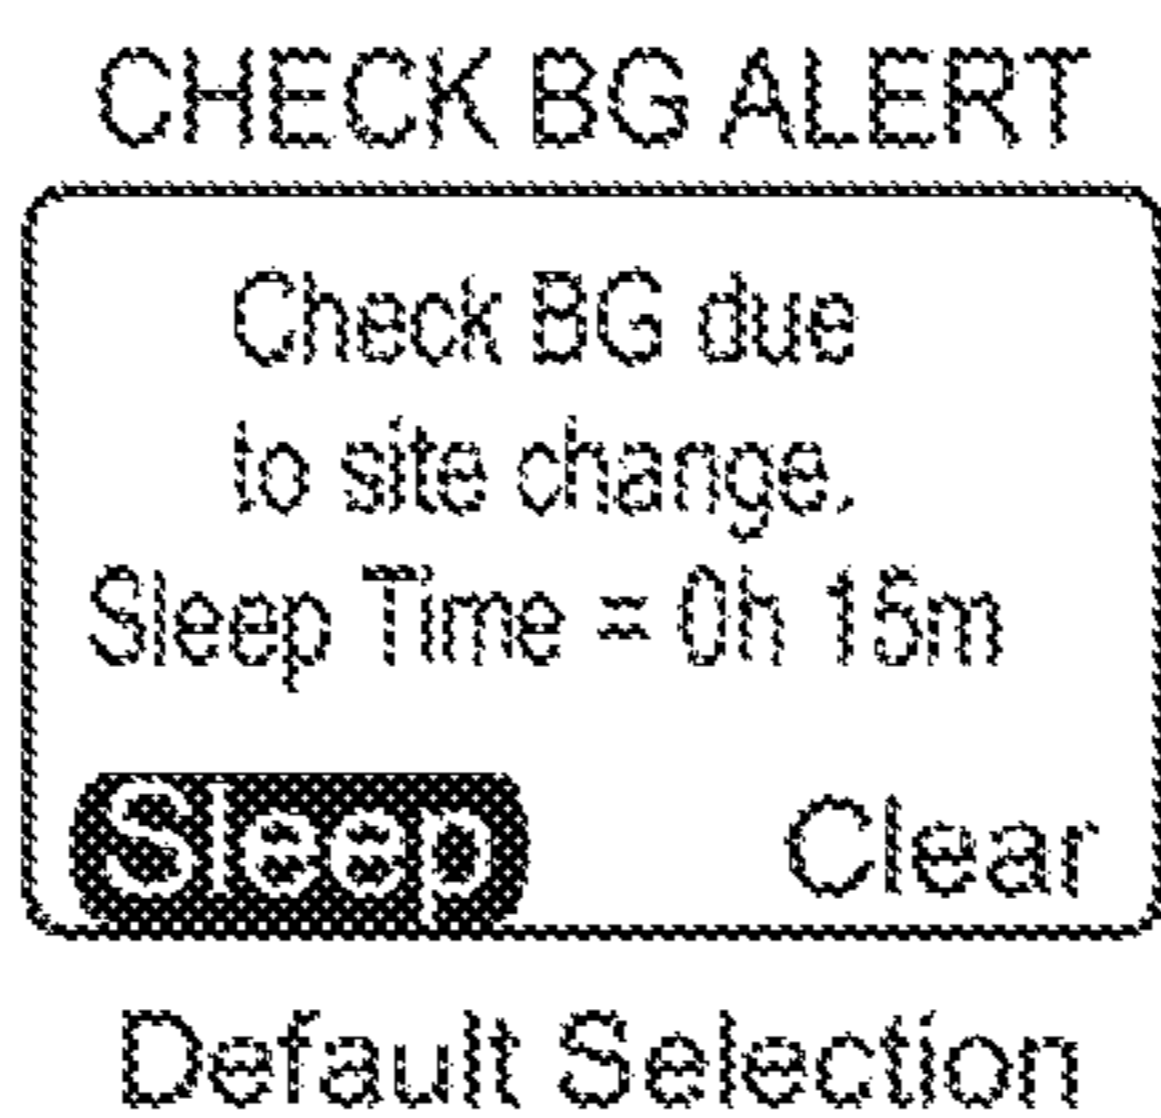 CHECK BG ALERT
Check BG due
to site change.
Sleep Time = 0h 15m
Sleep Clear
Default Selection